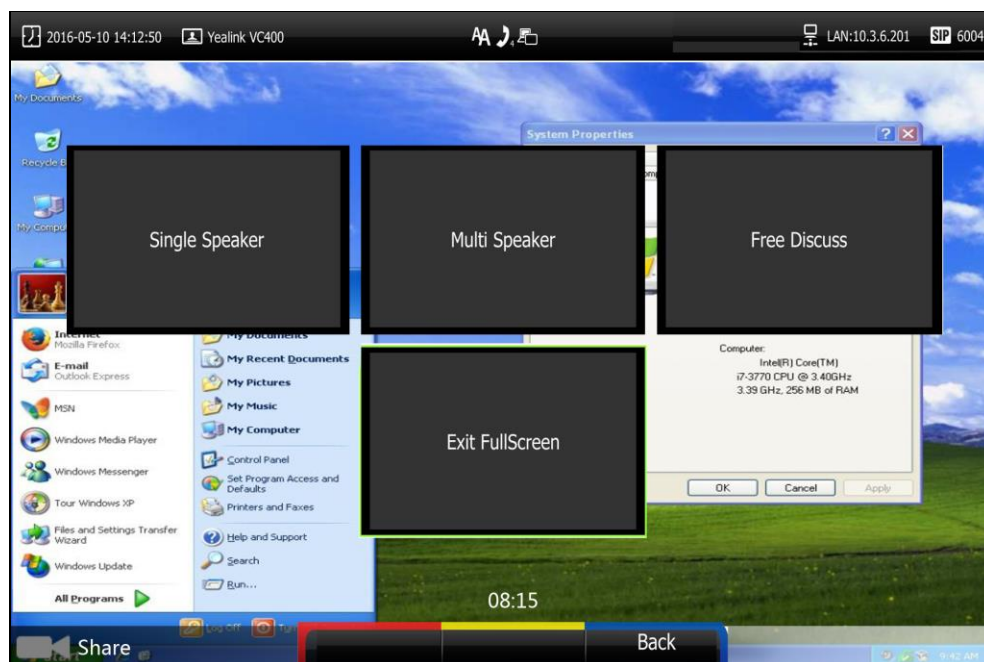 2016-05-10 14:12:50 Yealink VC400 AA LAN:10.3.6.201 SIP 6004
My Documents
System Properties
Recycle B
My Compu
Single Speaker
Multi Speaker
Free Discuss
Internet
Mozilla Firefox
E-mail
Outlook Express
MSN
Windows Media Player
Windows Messenger
Tour Windows XP
Files and Settings Transfer
Wizard
Windows Update
All Programs
My Documents
My Recent Documents
My Pictures
My Music
My Computer
Control Panel
Set Program Access and
Defaults
Printers and Faxes
Help and Support
Search
Run...
Log Off
Exit FullScreen
Computer:
Intel(R) Core(TM)
i7-3770 CPU @ 3.40GHz
3.39 GHz, 256 MB of RAM
OK Cancel Apply
08:15
Share
Back
9:42 AM